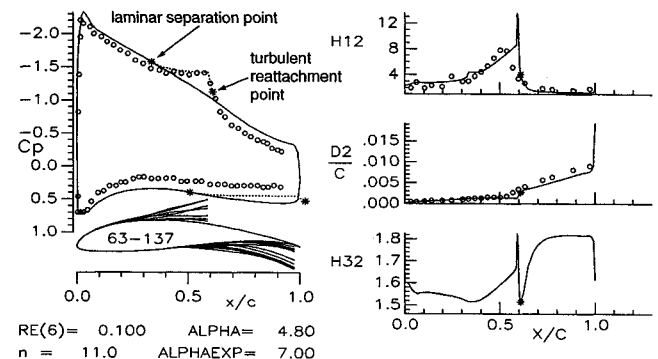 laminar separation point
turbulent
reattachment
point
-2.0
-1.5
-1.0
-0.5
Cp
0.0
0.5
1.0
63-137
0.0
0.5
1.0
x/c
RE(6)= 0.100 ALPHA= 4.80
n = 11.0 ALPHAEXP= 7.00
H12
12
8
4
D2
C
.015
.010
.005
.000
H32
1.8
1.7
1.6
1.5
0.0
0.5
1.0
x/c